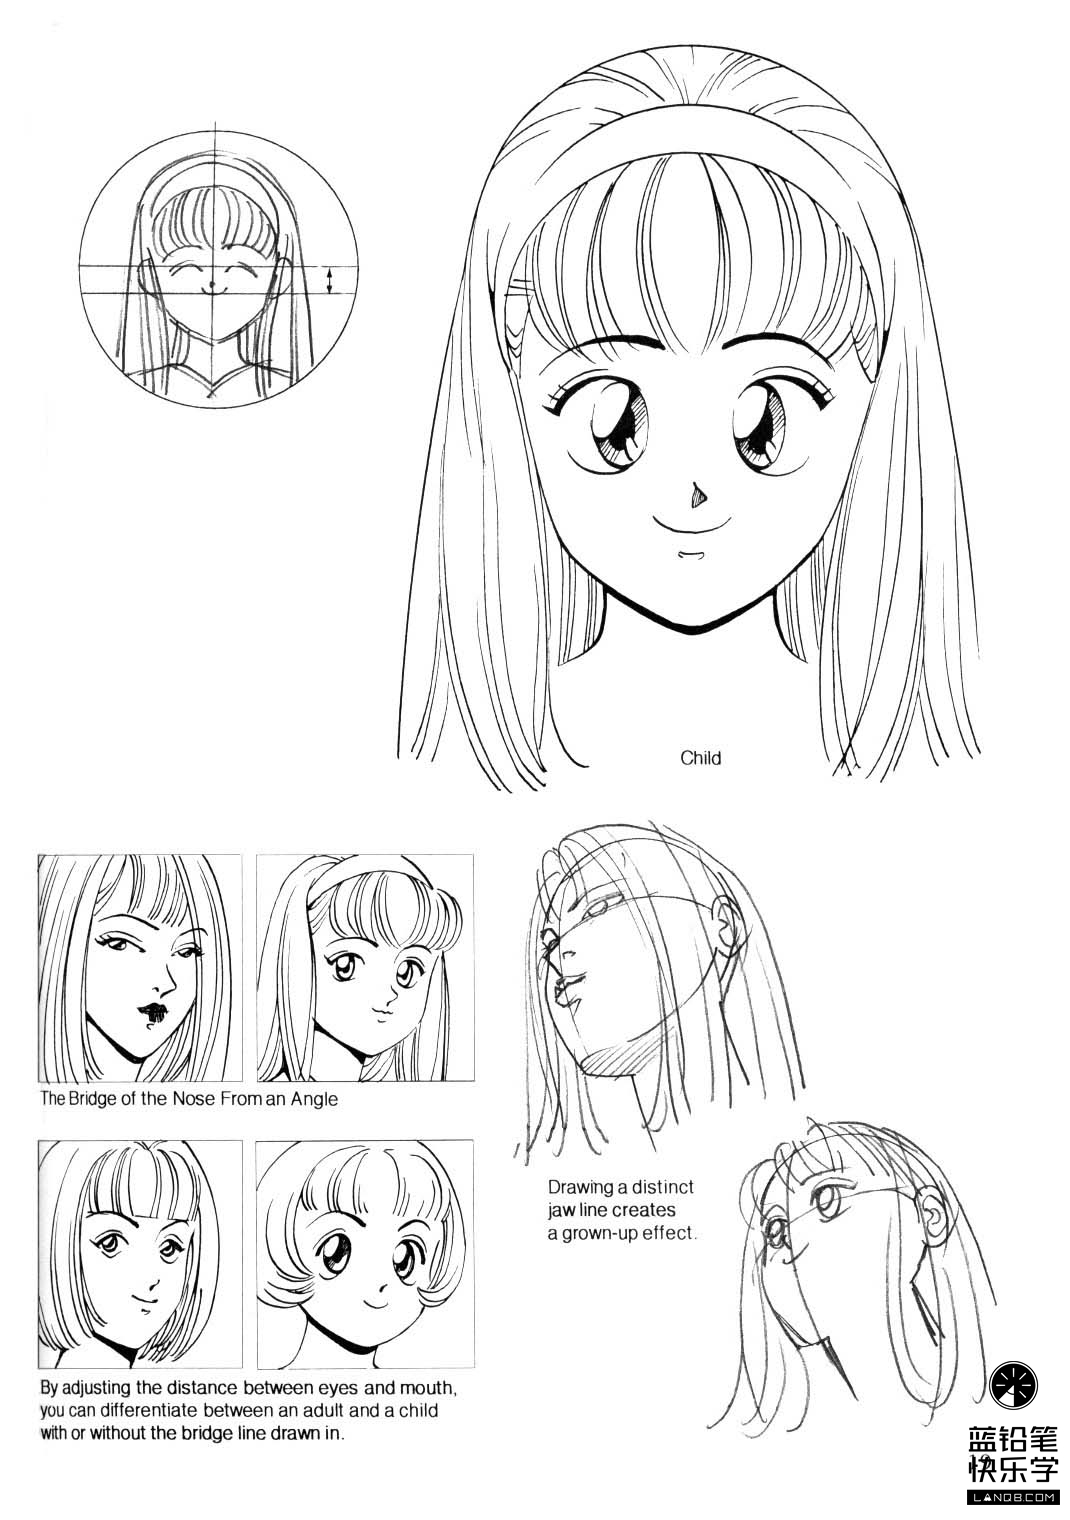 Child
The Bridge of the Nose From an Angle
Drawing a distinct
jaw line creates
a grown-up effect.
By adjusting the distance between eyes and mouth,
you can differentiate between an adult and a child
with or without the bridge line drawn in.
蓝铅笔
快乐学
LANQB.COM